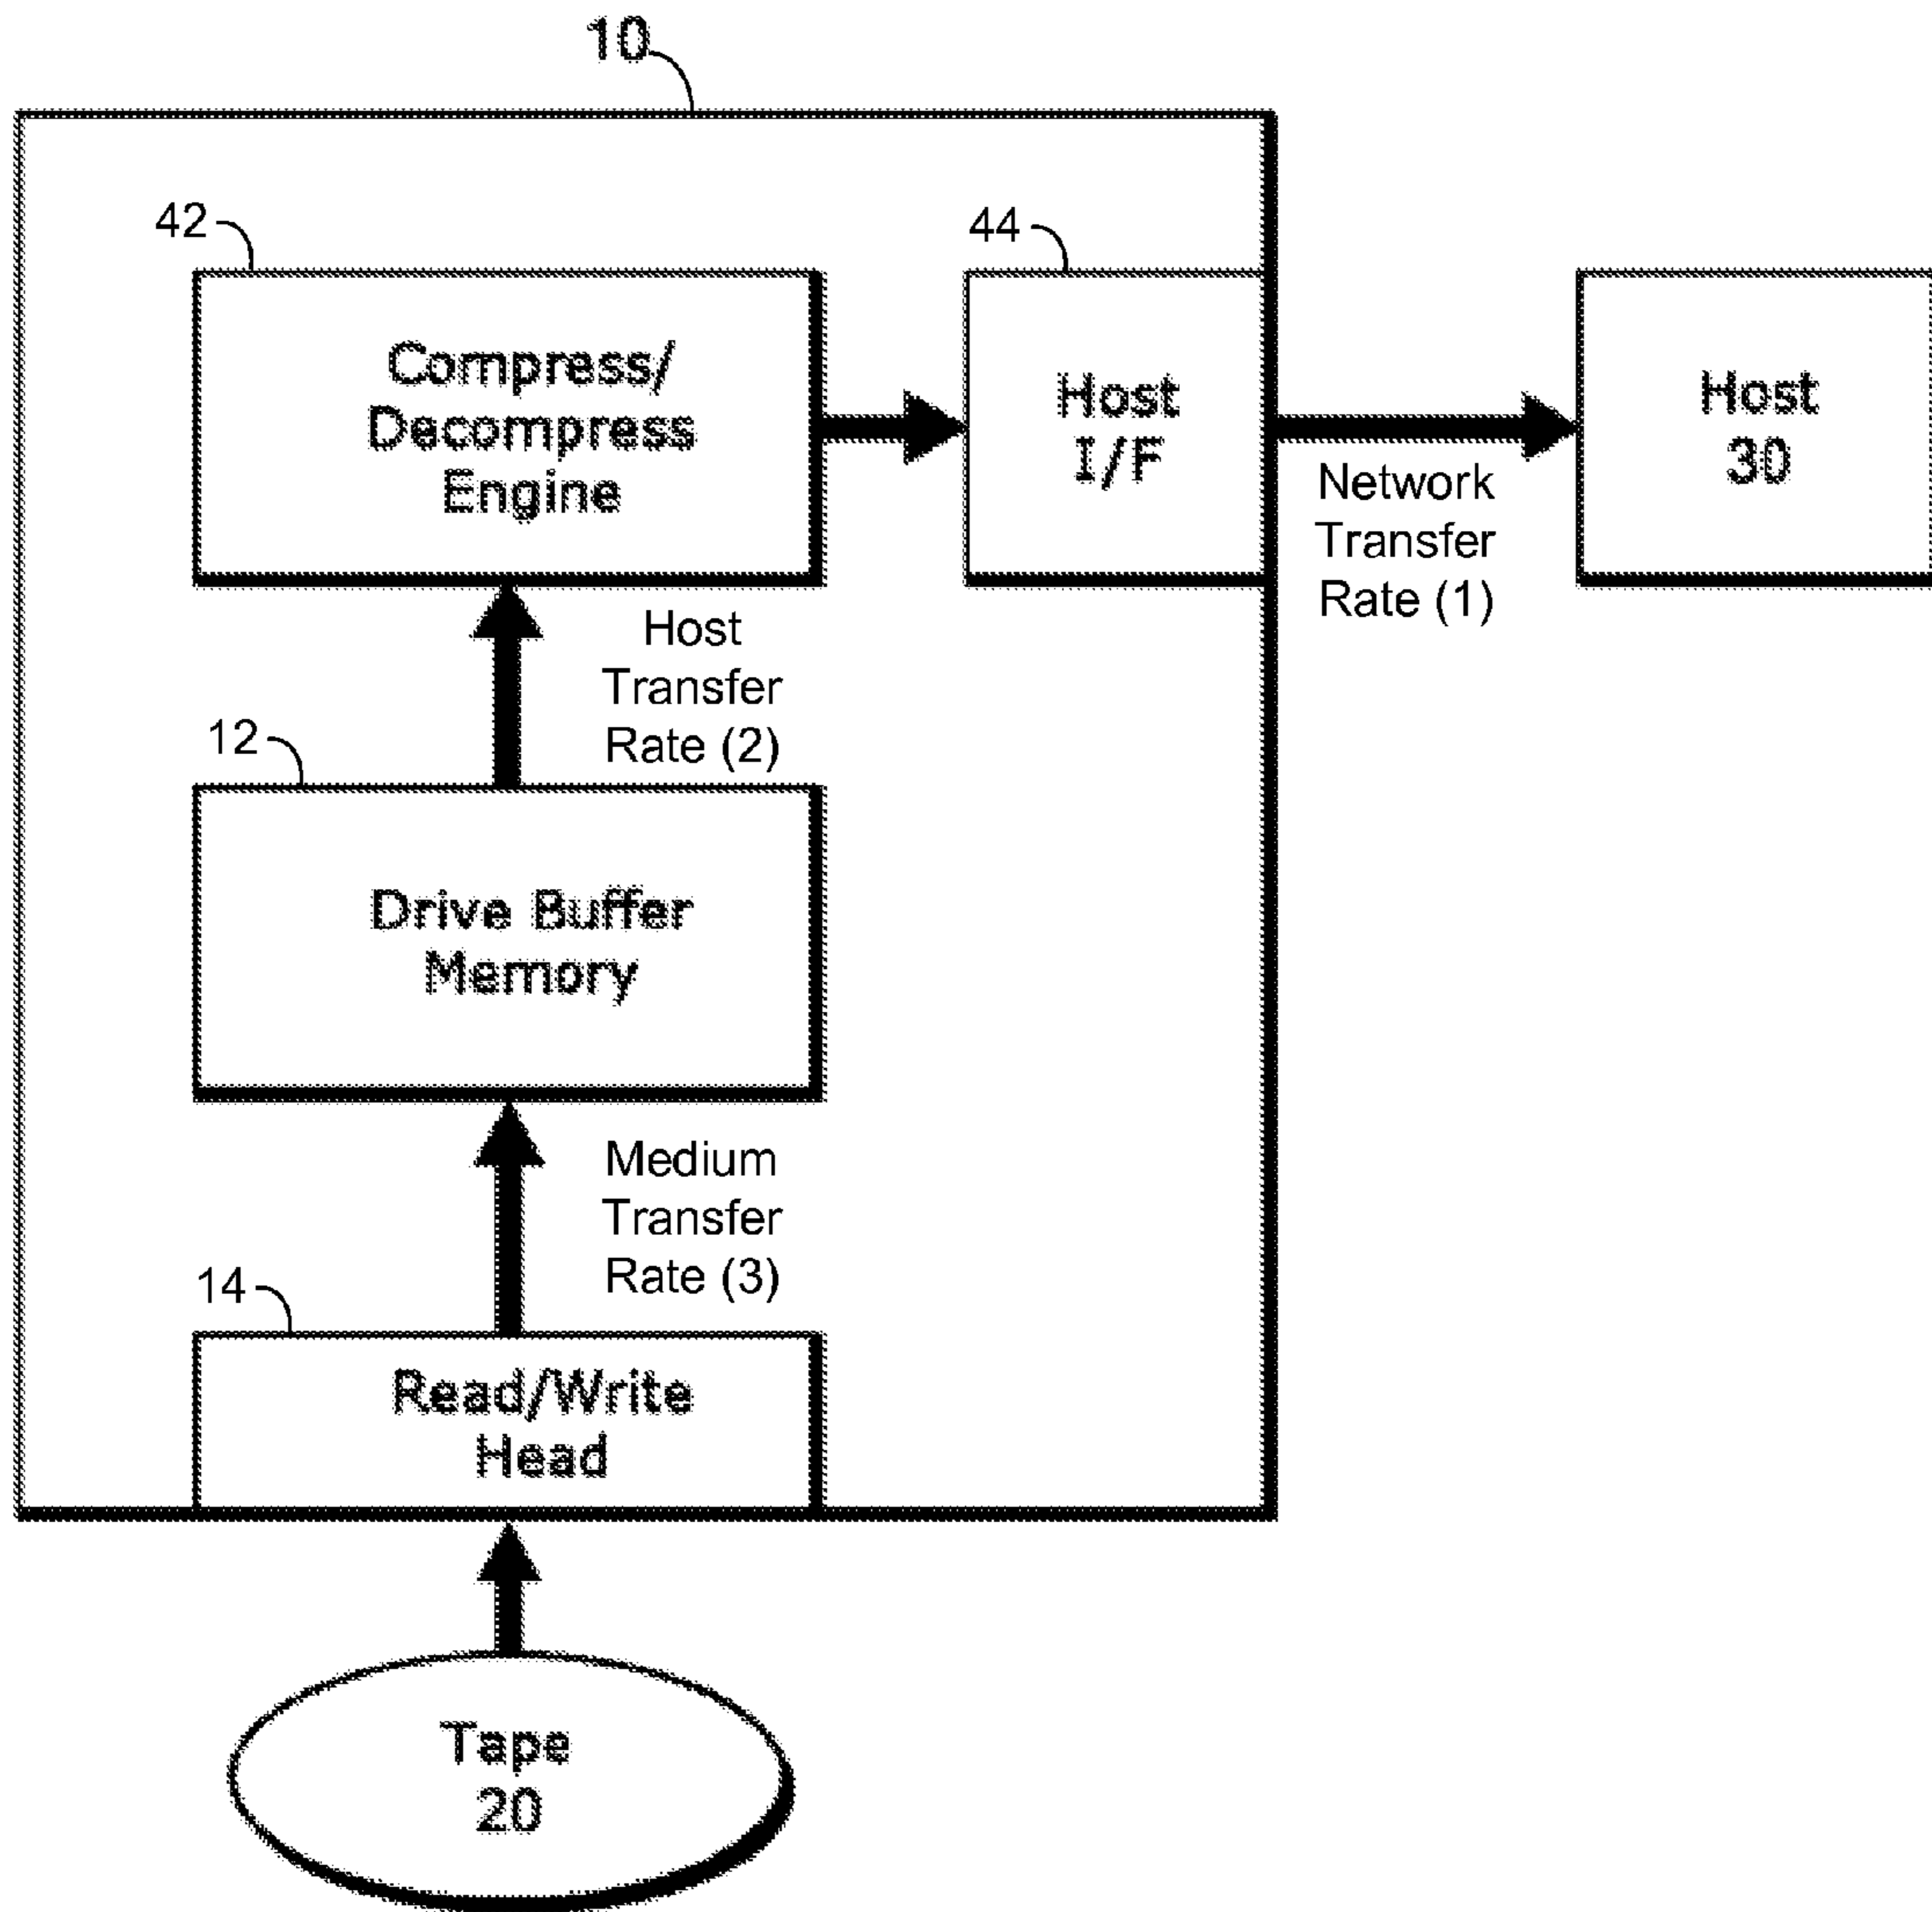 10
42
44
Compress/
Decompress
Engine
Host
I/F
Host
30
Network
Transfer
Rate (1)
Host
Transfer
Rate (2)
12
Drive Buffer
Memory
Medium
Transfer
Rate (3)
14
Read/Write
Head
Tape
20